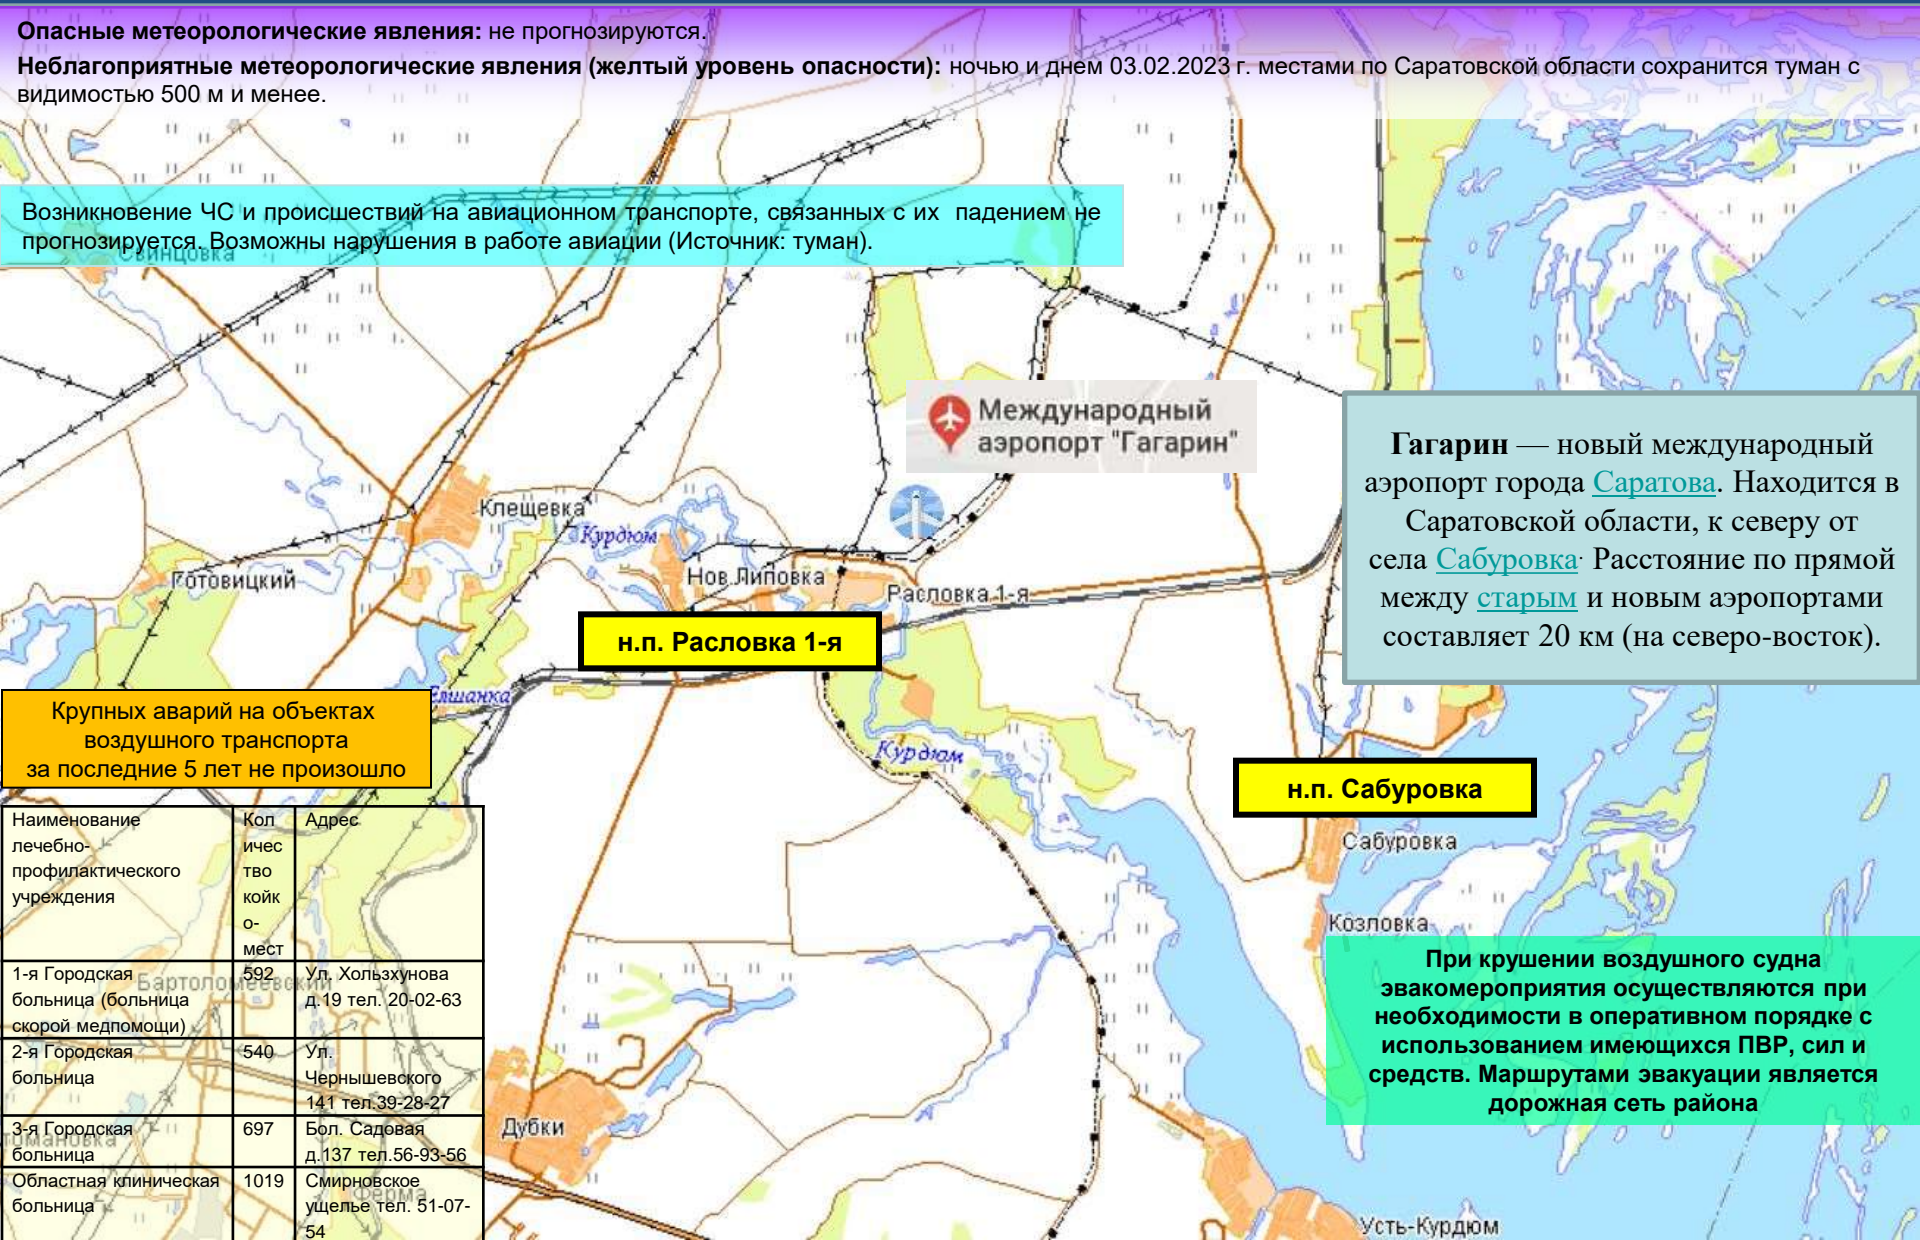 Опасные метеорологические явления: не прогнозируются.
Неблагоприятные метеорологические явления (желтый уровень опасности): ночью и днем 03.02.2023 г. местами по Саратовской области сохранится туман с
видимостью 500 м и менее.
Возникновение ЧС и происшествий на авиационном транспорте, связанных с их падением не
прогнозируется. Возможны нарушения в работе авиации (Источник: туман).
Свинцовка
Международный
аэропорт "Гагарин"
Гагарин — новый международный
аэропорт города Саратова. Находится в
Саратовской области, к северу от
села Сабуровка. Расстояние по прямой
между старым и новым аэропортами
составляет 20 км (на северо-восток).
Клещевка
Курдюм
Готовицкий
Нов.Липовка
Расловка 1-я
н.п. Расловка 1-я
Елшанка
Крупных аварий на объектах
воздушного транспорта
за последние 5 лет не произошло
Курдюм
н.п. Сабуровка
Сабуровка
Козловка
При крушении воздушного судна
эвакомероприятия осуществляются при
необходимости в оперативном порядке с
использованием имеющихся ПВР, сил и
средств. Маршрутами эвакуации является
дорожная сеть района
Наименование
лечебно-
профилактического
учреждения
Кол
ичес
тво
койк
о-
мест
Адрес
1-я Городская
больница (больница
скорой медпомощи)
592
Ул. Хользхунова
д.19 тел. 20-02-63
Бартоломеевский
2-я Городская
больница
540
Ул.
Чернышевского
141 тел.39-28-27
3-я Городская
больница
697
Бол. Садовая
д.137 тел.56-93-56
Областная клиническая
больница
1019
Смирновское
ущелье тел. 51-07-
54
Ферма
Дубки
Усть-Курдюм